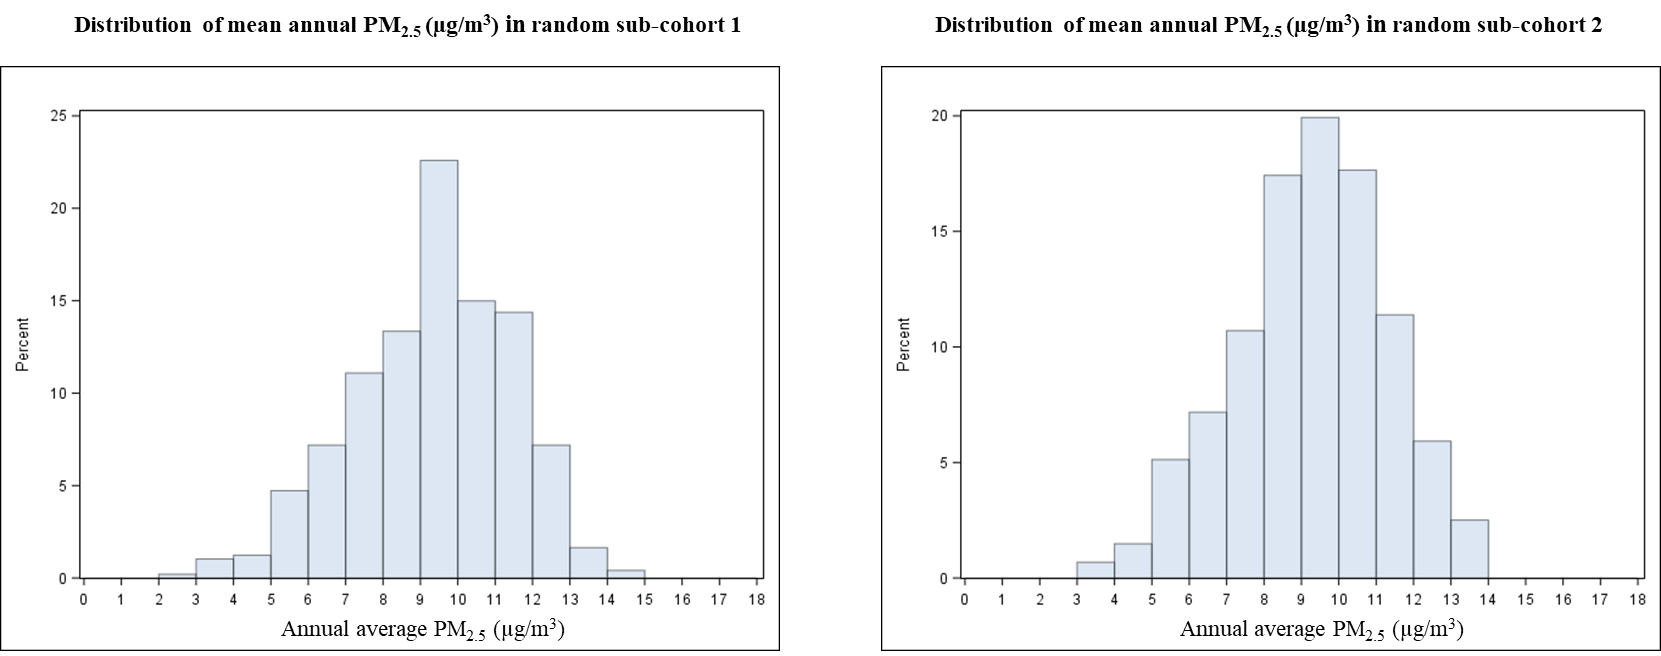 Distribution of mean annual PM2.5 (µg/m3) in random sub-cohort 1
25
20
15
10
5
0
Percent
0 1 2 3 4 5 6 7 8 9 10 11 12 13 14 15 16 17 18
Annual average PM2.5 (µg/m3)
Distribution of mean annual PM2.5 (µg/m3) in random sub-cohort 2
20
15
10
5
0
Percent
0 1 2 3 4 5 6 7 8 9 10 11 12 13 14 15 16 17 18
Annual average PM2.5 (µg/m3)